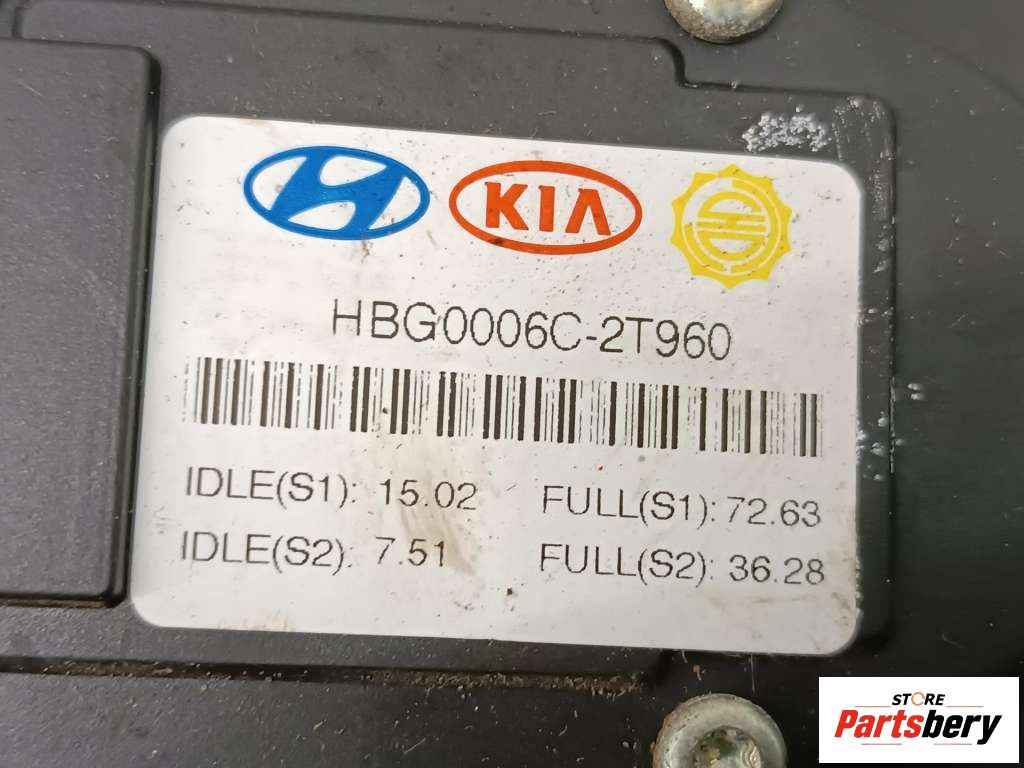 KIA
HBG0006C-2T960
IDLE(S1): 15.02 FULL(S1): 72.63
IDLE(S2): 7.51 FULL(S2): 36.28
STORE
Partsbery